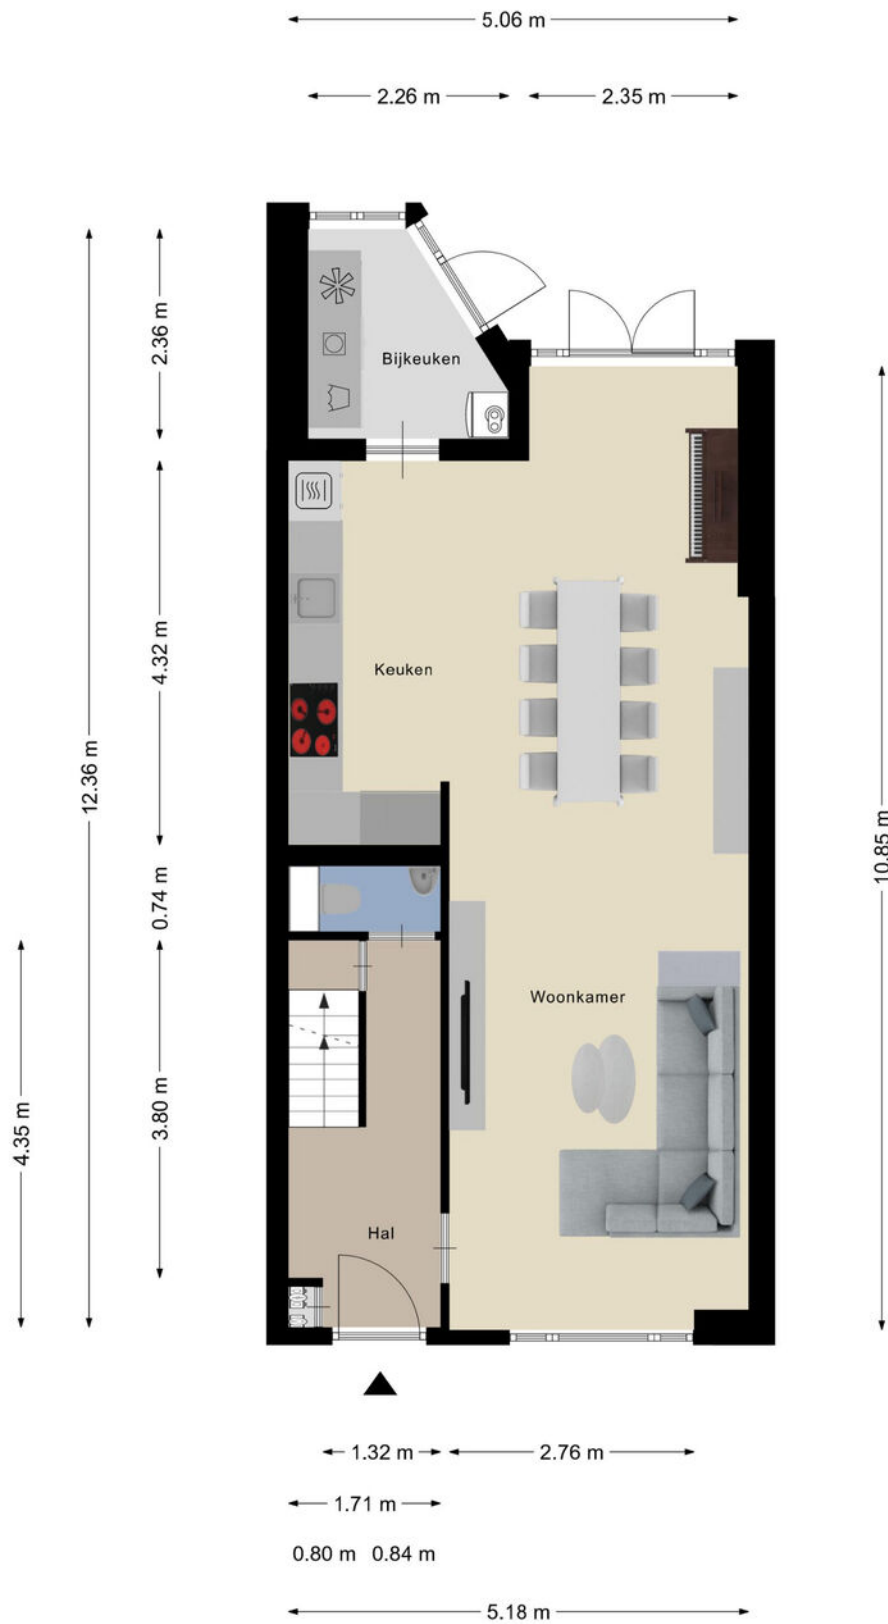 5.06 m
2.26 m
2.35 m
2.36 m
Bijkeuken
4.32 m
Keuken
12.36 m
10.85 m
0.74 m
Woonkamer
3.80 m
4.35 m
Hal
1.32 m
2.76 m
1.71 m
0.80 m 0.84 m
5.18 m